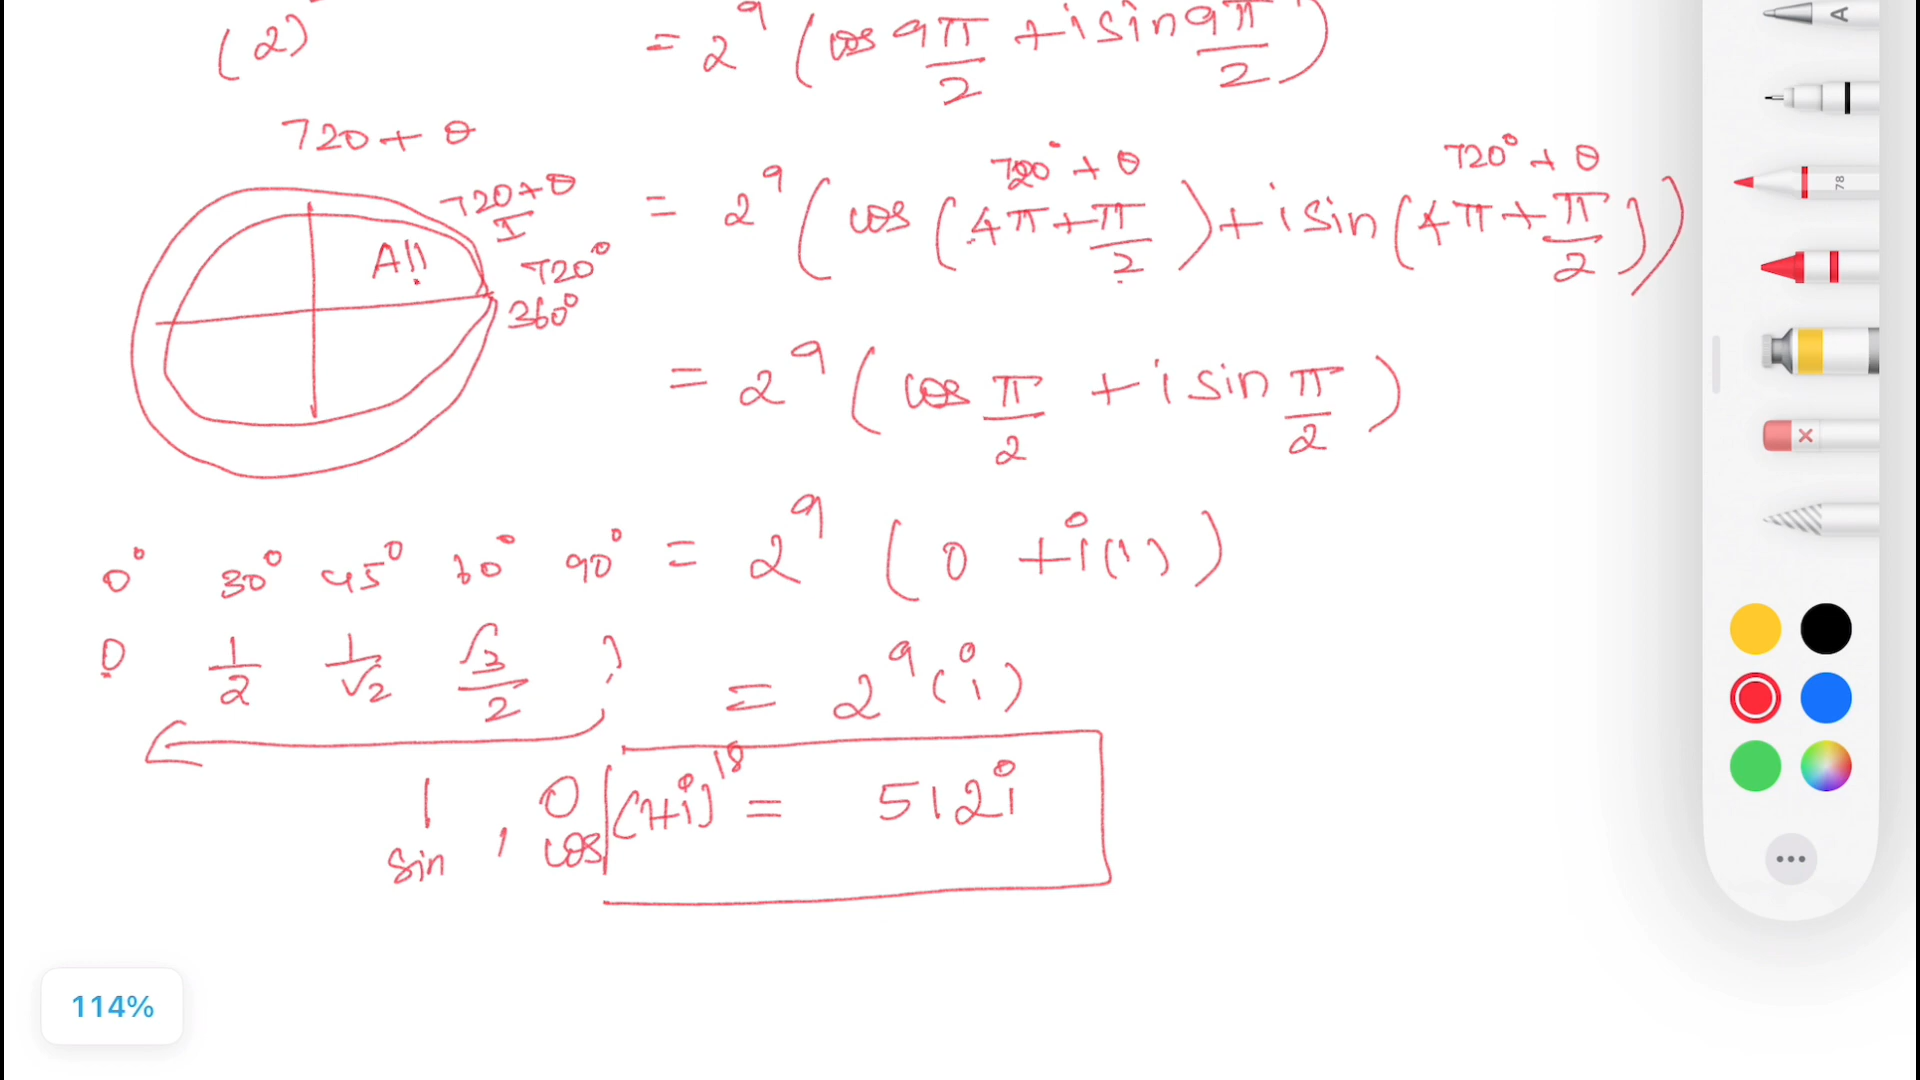 (2)
= 2^9 (cos 9π/2 + i sin 9π/2)
720 + θ
720° + θ
720° + θ
= 2^9 (cos (4π + π/2) + i sin (4π + π/2))
720 + θ
I
All
720°
360°
= 2^9 (cos π/2 + i sin π/2)
0° 30° 45° 60° 90°
= 2^9 (0 + i(1))
0 1/2 1/√2 √3/2 1
= 2^9 (i)
1 , 0
sin cos
(1+i)^18 = 512i
A
78
114%